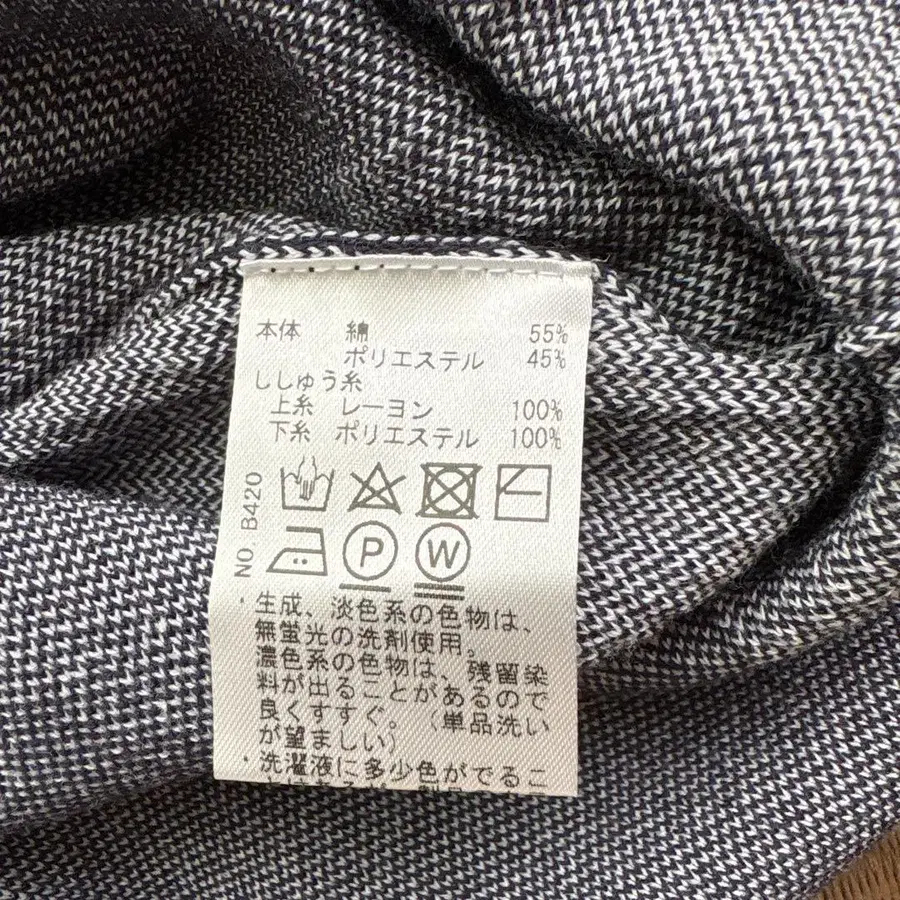 本体 綿 55%
ポリエステル 45%
ししゅう糸
上糸 レーヨン 100%
下糸 ポリエステル 100%
NO. B420
P W
・生成、淡色系の色物は、
無蛍光の洗剤使用。
濃色系の色物は、残留染
料が出ることがあるので
良くすすぐ。（単品洗い
が望ましい）
・洗濯液に多少色がでるこ